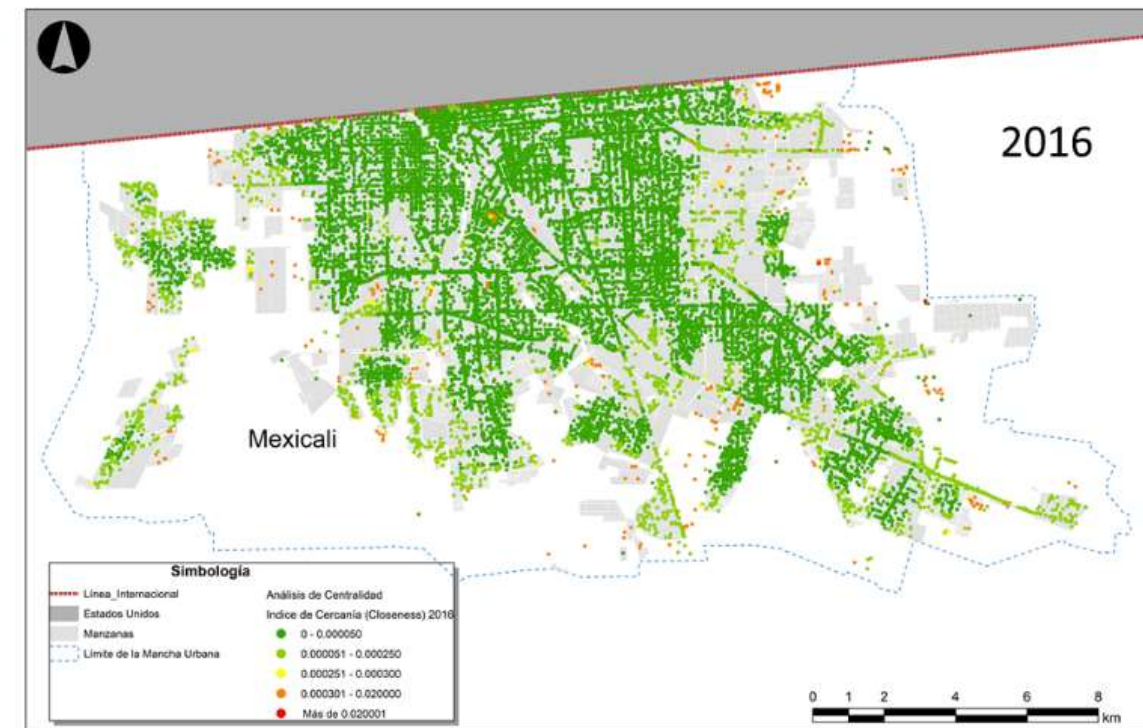 2016
Mexicali
Simbología
Línea_Internacional
Estados Unidos
Manzanas
Límite de la Mancha Urbana
Análisis de Centralidad
Indice de Cercanía (Closeness) 2016
0 - 0.000050
0.000051 - 0.000250
0.000251 - 0.000300
0.000301 - 0.020000
Más de 0.020001
0 1 2 4 6 8
km